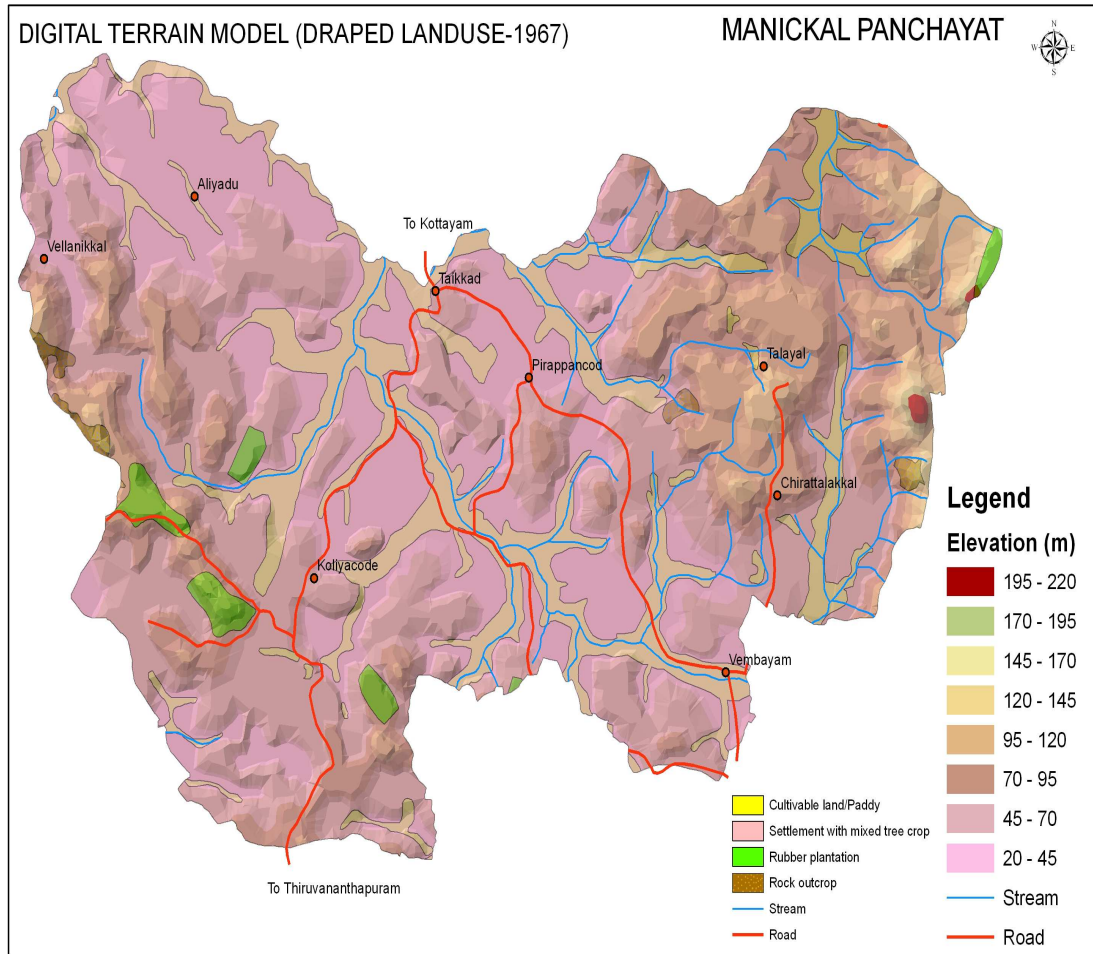 DIGITAL TERRAIN MODEL (DRAPED LANDUSE-1967)
MANICKAL PANCHAYAT
N
W E
S
Aliyadu
To Kottayam
Vellanikkal
Taikkad
Pirappancod
Talayal
Chirattalakkal
Koliyacode
Vembayam
To Thiruvananthapuram
Cultivable land/Paddy
Settlement with mixed tree crop
Rubber plantation
Rock outcrop
Stream
Road
Legend
Elevation (m)
195 - 220
170 - 195
145 - 170
120 - 145
95 - 120
70 - 95
45 - 70
20 - 45
Stream
Road